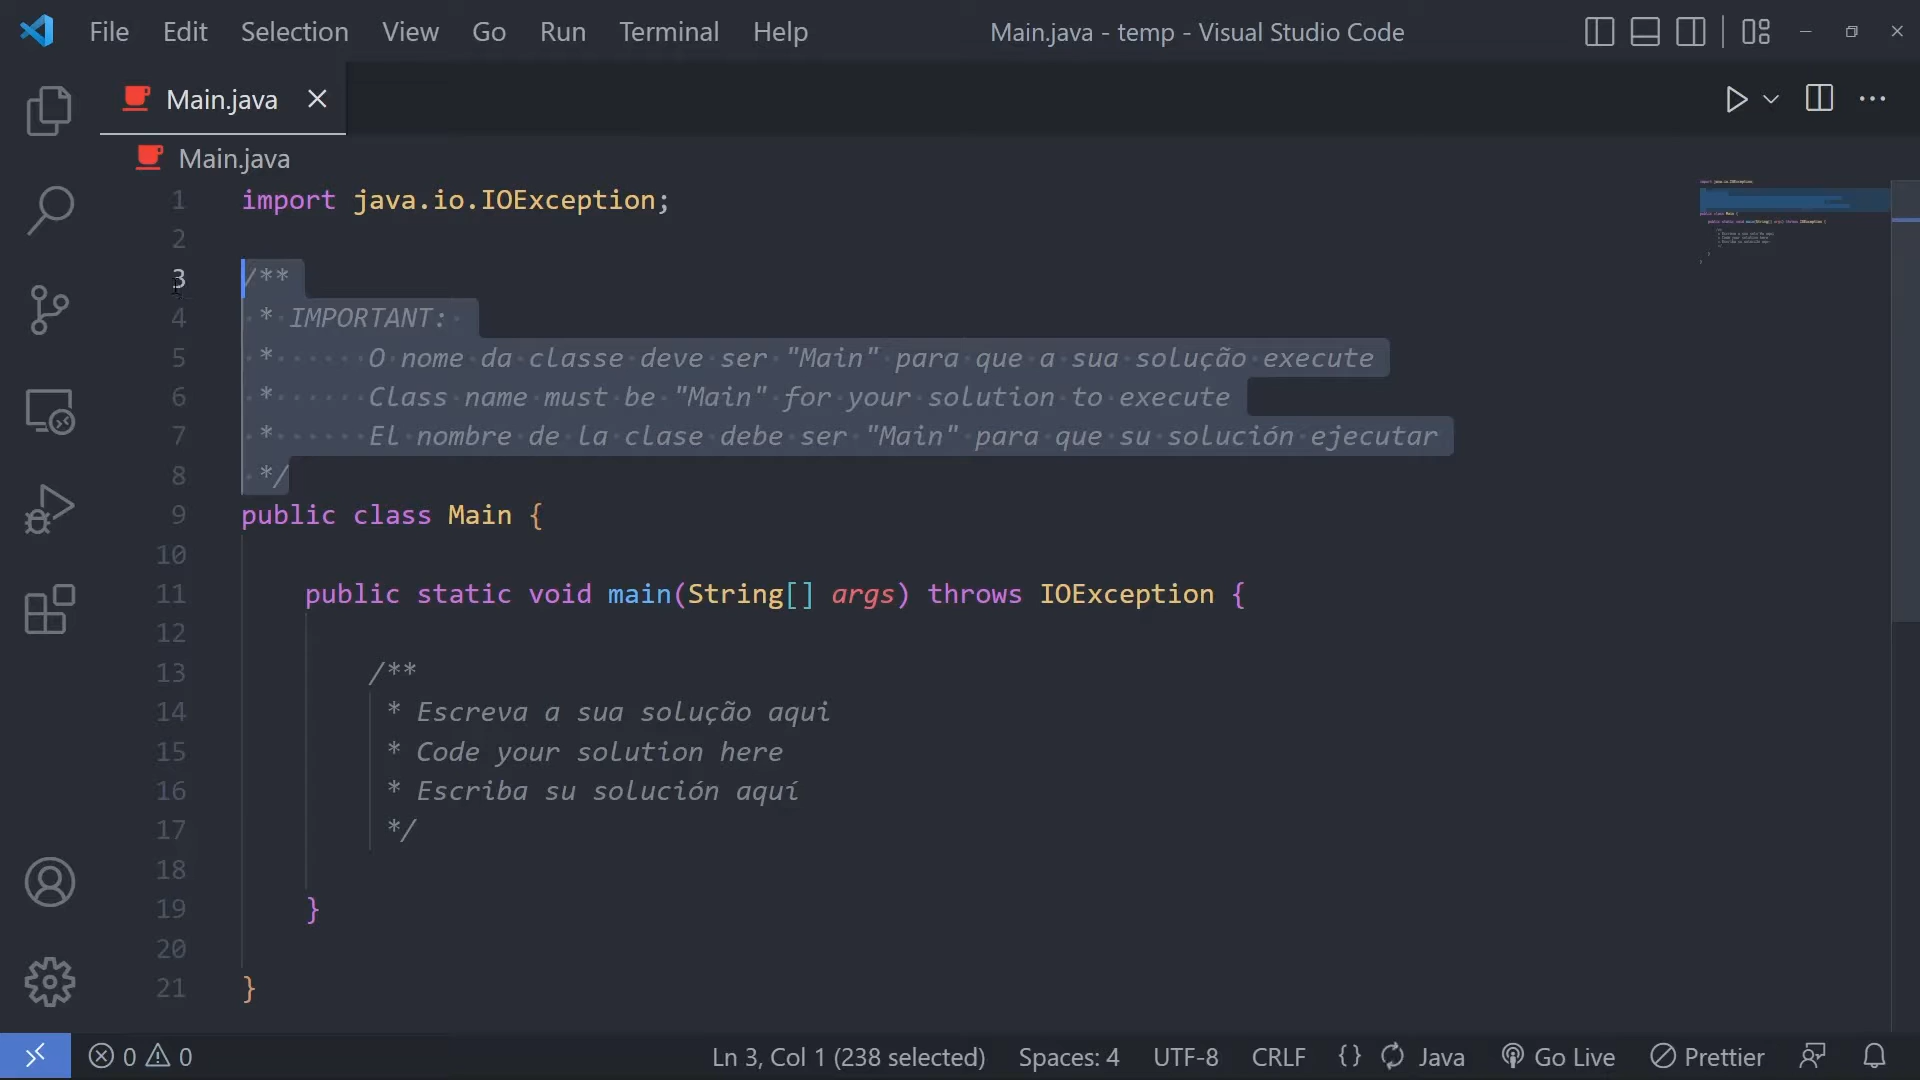 File Edit Selection View Go Run Terminal Help Main.java - temp - Visual Studio Code
Main.java
Main.java
1 import java.io.IOException;
2
3 /**
4 * IMPORTANT:
5 * O nome da classe deve ser "Main" para que a sua solução execute
6 * Class name must be "Main" for your solution to execute
7 * El nombre de la clase debe ser "Main" para que su solución ejecutar
8 */
9 public class Main {
10
11 public static void main(String[] args) throws IOException {
12
13 /**
14 * Escreva a sua solução aqui
15 * Code your solution here
16 * Escriba su solución aquí
17 */
18
19 }
20
21 }
0 0 Ln 3, Col 1 (238 selected) Spaces: 4 UTF-8 CRLF {} Java Go Live Prettier